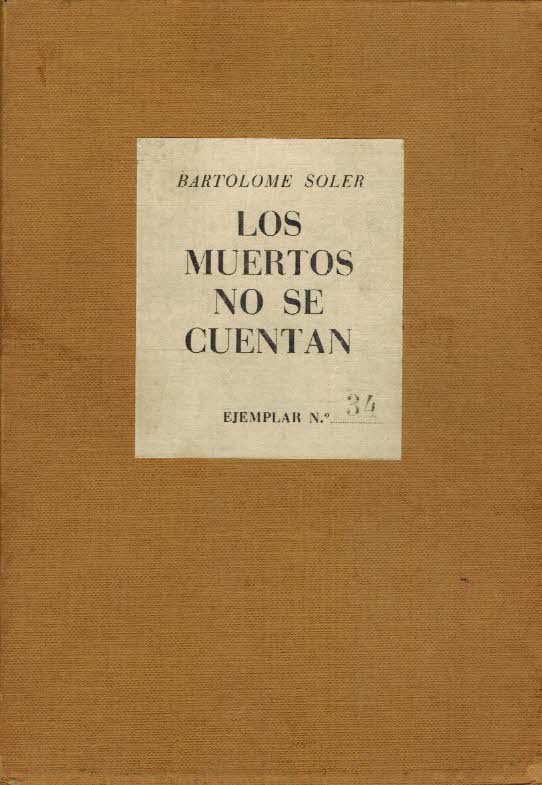 BARTOLOME SOLER
LOS
MUERTOS
NO SE
CUENTAN
EJEMPLAR N.º 34